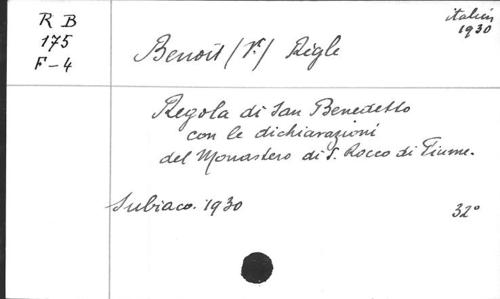 R B
175
F-4
italien
1930
Benoit (S.) Règle
Regola di San Benedetto
con le dichiarazioni
del Monastero di S. Rocco di Fiume.
Subiaco. 1930
32°